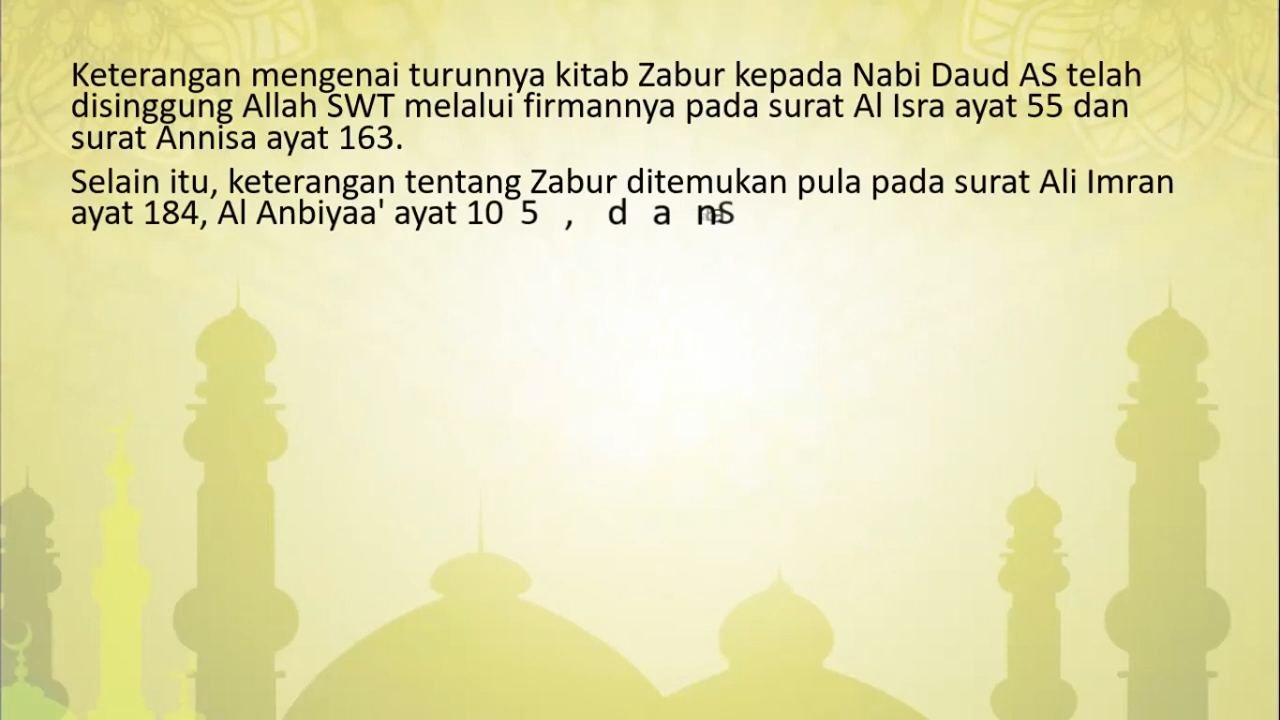 Keterangan mengenai turunnya kitab Zabur kepada Nabi Daud AS telah
disinggung Allah SWT melalui firmannya pada surat Al Isra ayat 55 dan
surat Annisa ayat 163.
Selain itu, keterangan tentang Zabur ditemukan pula pada surat Ali Imran
ayat 184, Al Anbiyaa' ayat 10 5 , d a n